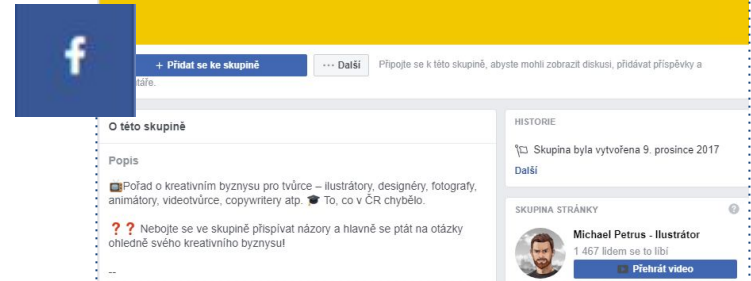 f
+ Přidat se ke skupině
··· Další
Připojte se k této skupině, abyste mohli zobrazit diskusi, přidávat příspěvky a
táře.
O této skupině
Popis
📺Pořad o kreativním byznysu pro tvůrce – ilustrátory, designéry, fotografy,
animátory, videotvůrce, copywritery atp. 🎓 To, co v ČR chybělo.
❓❓ Nebojte se ve skupině přispívat názory a hlavně se ptát na otázky
ohledně svého kreativního byznysu!
--
HISTORIE
Skupina byla vytvořena 9. prosince 2017
Další
SKUPINA STRÁNKY
?
Michael Petrus - Ilustrátor
1 467 lidem se to líbí
Přehrát video